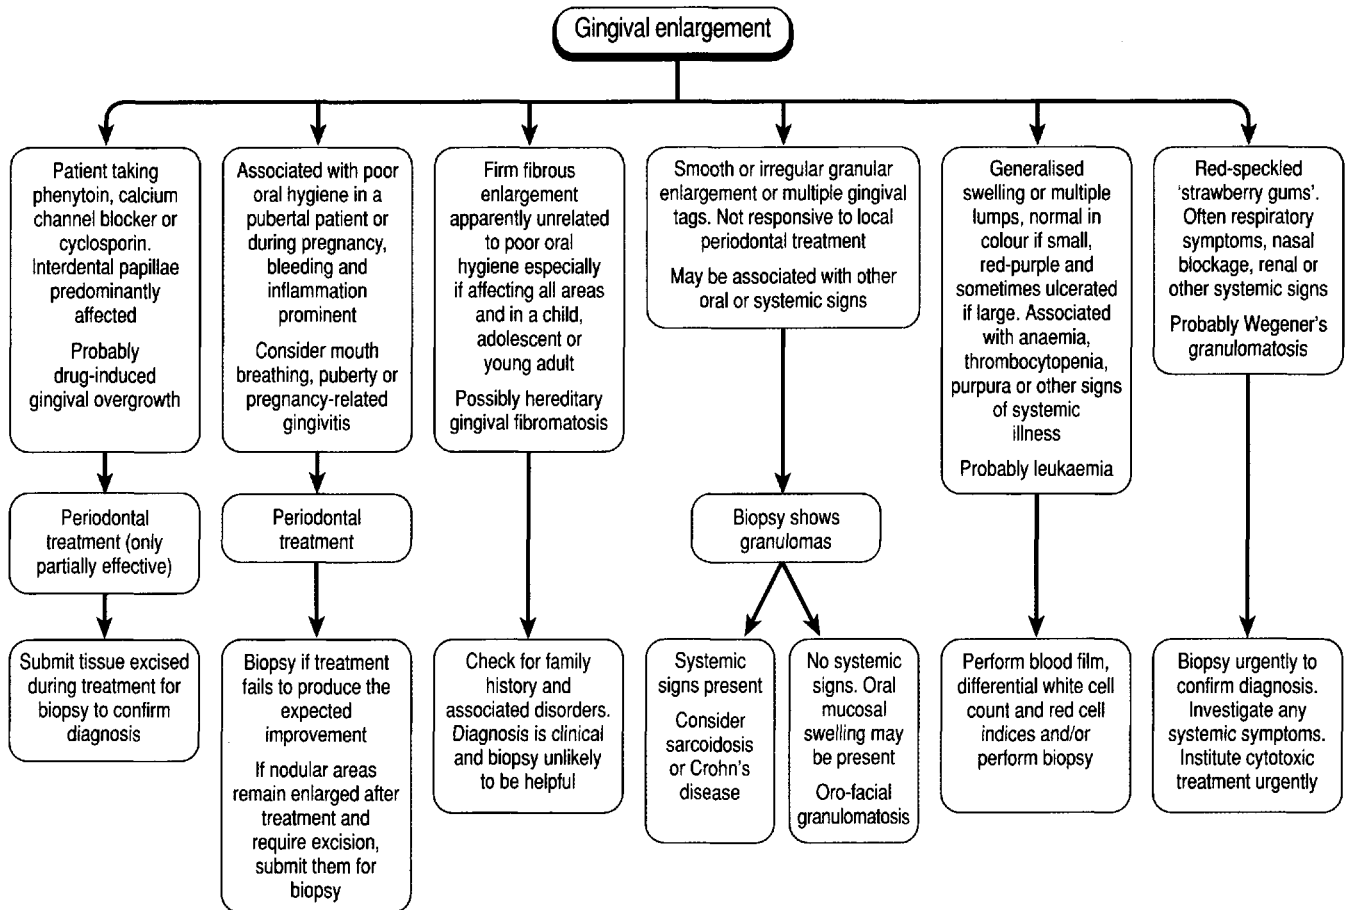 Gingival enlargement
Patient taking
phenytoin, calcium
channel blocker or
cyclosporin.
Interdental papillae
predominantly
affected
Probably
drug-induced
gingival overgrowth
Associated with poor
oral hygiene in a
pubertal patient or
during pregnancy,
bleeding and
inflammation
prominent
Consider mouth
breathing, puberty or
pregnancy-related
gingivitis
Firm fibrous
enlargement
apparently unrelated
to poor oral
hygiene especially
if affecting all areas
and in a child,
adolescent or
young adult
Possibly hereditary
gingival fibromatosis
Smooth or irregular granular
enlargement or multiple gingival
tags. Not responsive to local
periodontal treatment
May be associated with other
oral or systemic signs
Generalised
swelling or multiple
lumps, normal in
colour if small,
red-purple and
sometimes ulcerated
if large. Associated
with anaemia,
thrombocytopenia,
purpura or other signs
of systemic
illness
Probably leukaemia
Red-speckled
'strawberry gums'.
Often respiratory
symptoms, nasal
blockage, renal or
other systemic signs
Probably Wegener's
granulomatosis
Periodontal
treatment (only
partially effective)
Periodontal
treatment
Biopsy shows
granulomas
Submit tissue excised
during treatment for
biopsy to confirm
diagnosis
Biopsy if treatment
fails to produce the
expected
improvement
If nodular areas
remain enlarged after
treatment and
require excision,
submit them for
biopsy
Check for family
history and
associated disorders.
Diagnosis is clinical
and biopsy unlikely
to be helpful
Systemic
signs present
Consider
sarcoidosis
or Crohn's
disease
No systemic
signs. Oral
mucosal
swelling may
be present
Oro-facial
granulomatosis
Perform blood film,
differential white cell
count and red cell
indices and/or
perform biopsy
Biopsy urgently to
confirm diagnosis.
Investigate any
systemic symptoms.
Institute cytotoxic
treatment urgently